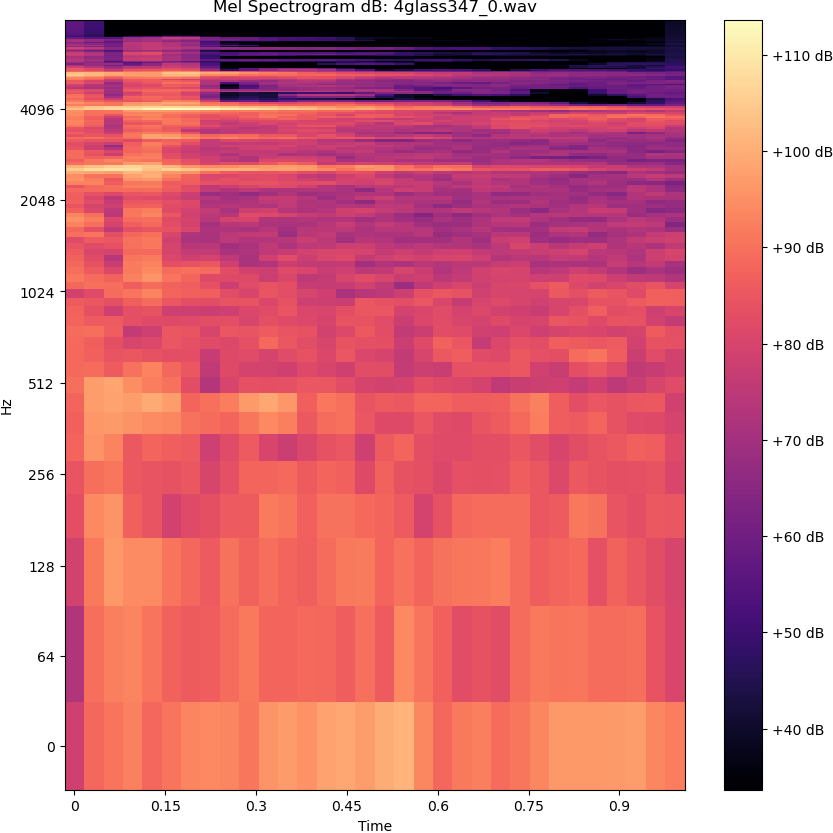 Mel Spectrogram dB: 4glass347_0.wav
Hz
4096
2048
1024
512
256
128
64
0
0 0.15 0.3 0.45 0.6 0.75 0.9
Time
+110 dB
+100 dB
+90 dB
+80 dB
+70 dB
+60 dB
+50 dB
+40 dB